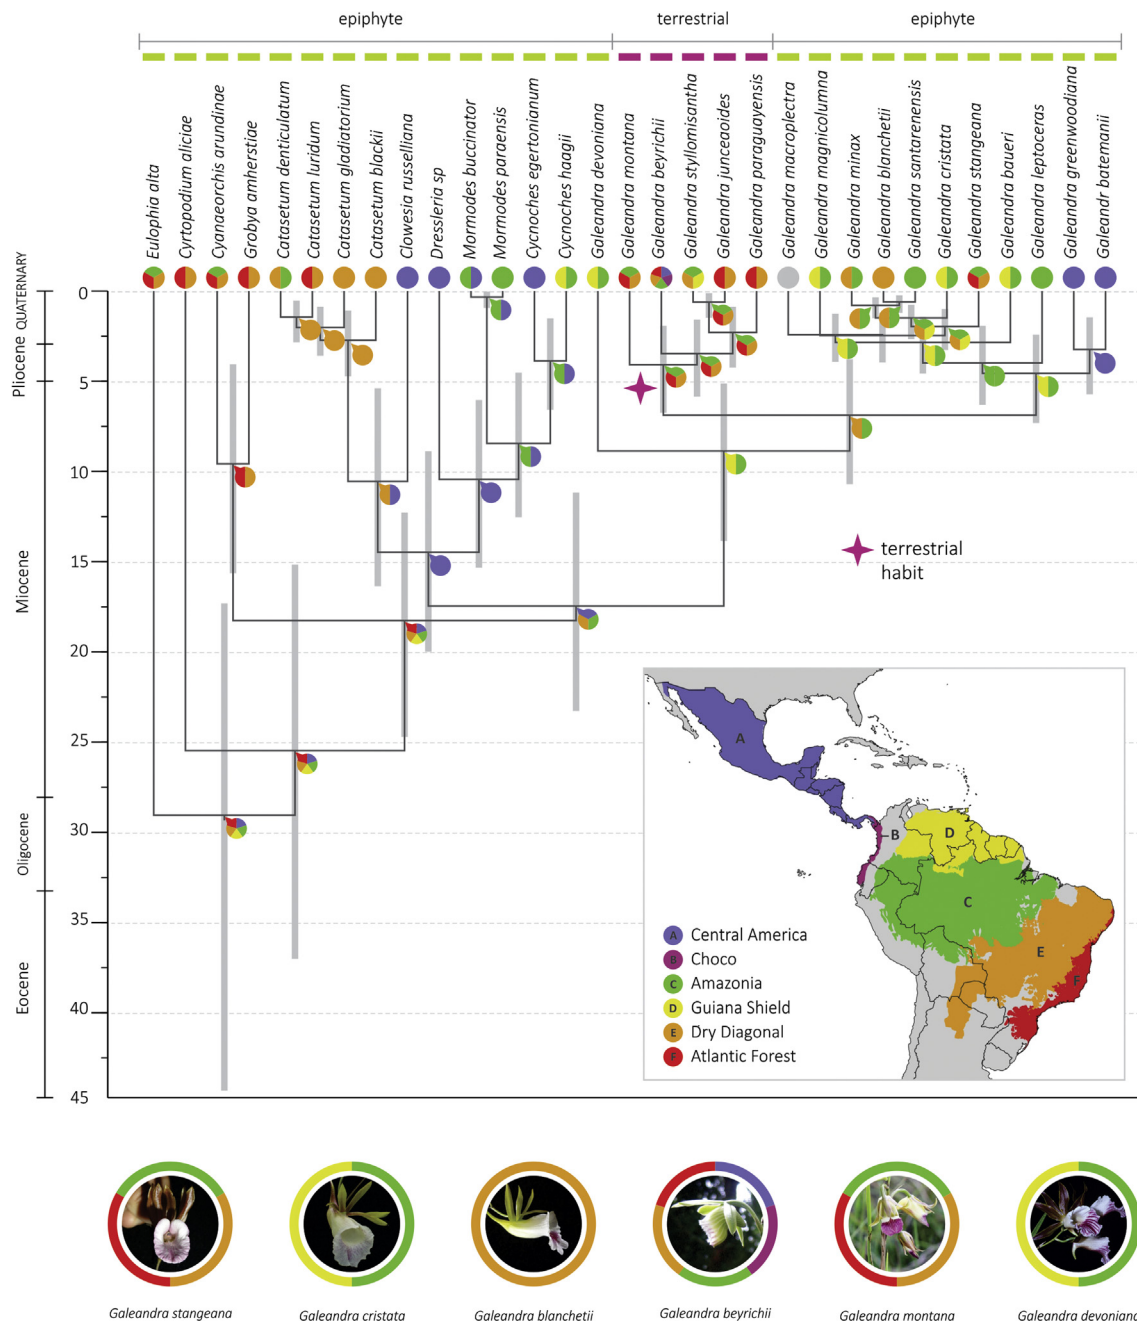 epiphyte
terrestrial
epiphyte
Eulophia alta
Cyrtopodium aliciae
Cyanaeorchis arundinae
Grobya amherstiae
Catasetum denticulatum
Catasetum luridum
Catasetum gladiatorium
Catasetum blackii
Clowesia russelliana
Dressleria sp
Mormodes buccinator
Mormodes paraensis
Cycnoches egertonianum
Cycnoches haagii
Galeandra devoniana
Galeandra montana
Galeandra beyrichii
Galeandra styllomisantha
Galeandra junceaoides
Galeandra paraguayensis
Galeandra macroplectra
Galeandra magnicolumna
Galeandra minax
Galeandra blanchetii
Galeandra santarenensis
Galeandra cristata
Galeandra stangeana
Galeandra baueri
Galeandra leptoceras
Galeandra greenwoodiana
Galeandr batemanii
QUATERNARY
Pliocene
Miocene
Oligocene
Eocene
0
5
10
15
20
25
30
35
40
45
terrestrial
habit
A
B
D
C
E
F
A Central America
B Choco
C Amazonia
D Guiana Shield
E Dry Diagonal
F Atlantic Forest
Galeandra stangeana
Galeandra cristata
Galeandra blanchetii
Galeandra beyrichii
Galeandra montana
Galeandra devoniana